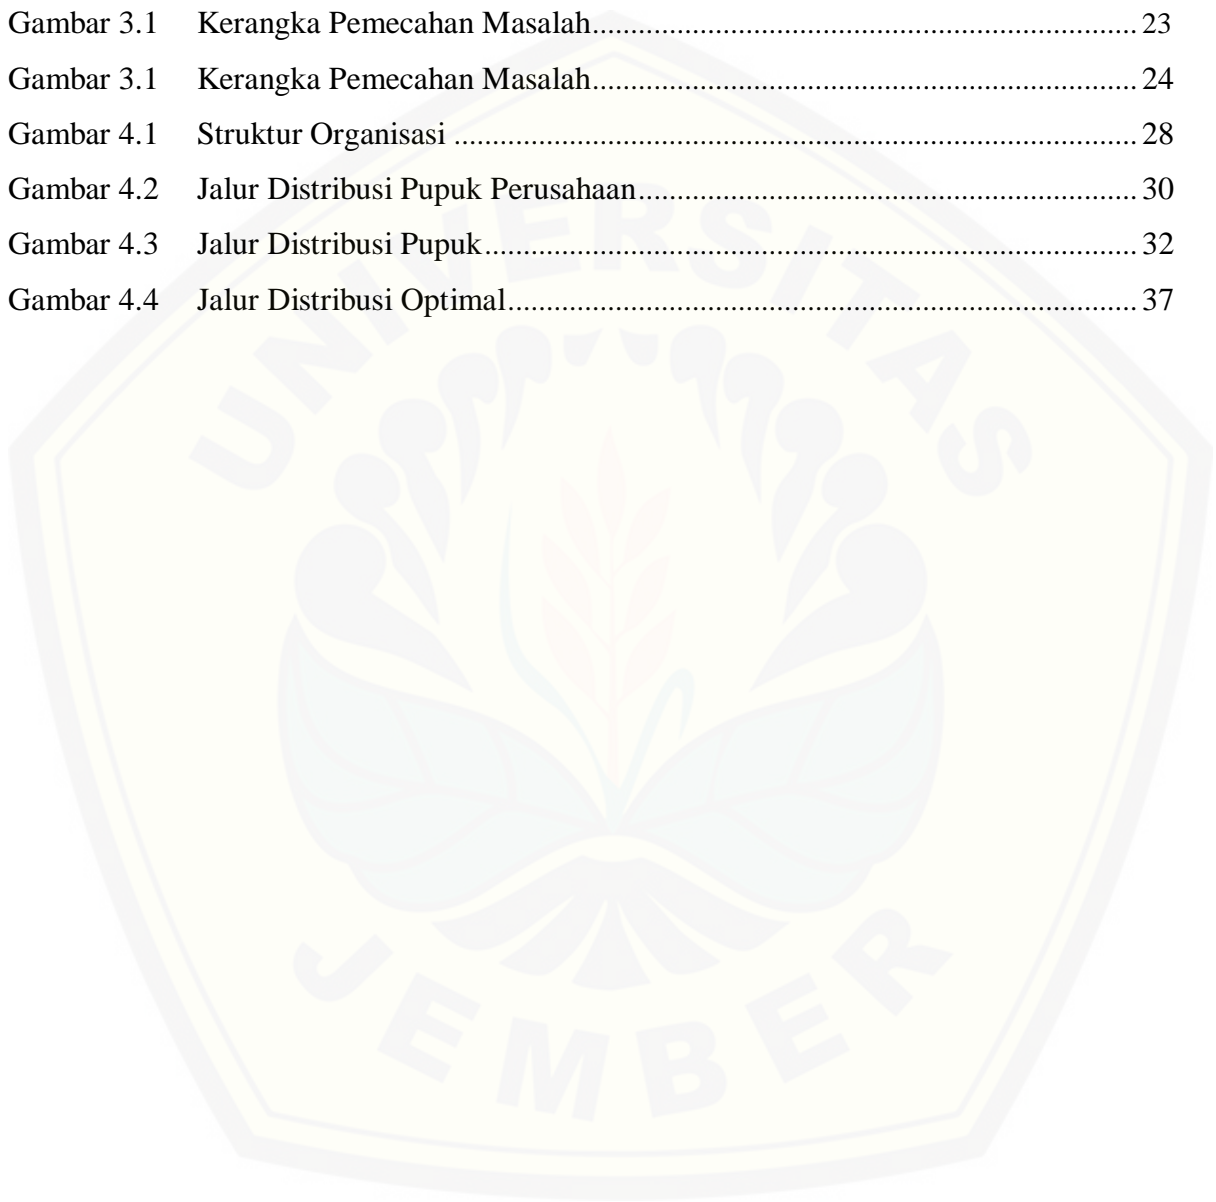 Gambar 3.1 Kerangka Pemecahan Masalah.................................................................... 23
Gambar 3.1 Kerangka Pemecahan Masalah.................................................................... 24
Gambar 4.1 Struktur Organisasi ..................................................................................... 28
Gambar 4.2 Jalur Distribusi Pupuk Perusahaan.............................................................. 30
Gambar 4.3 Jalur Distribusi Pupuk................................................................................. 32
Gambar 4.4 Jalur Distribusi Optimal.............................................................................. 37
UNIVERSITAS
JEMBER